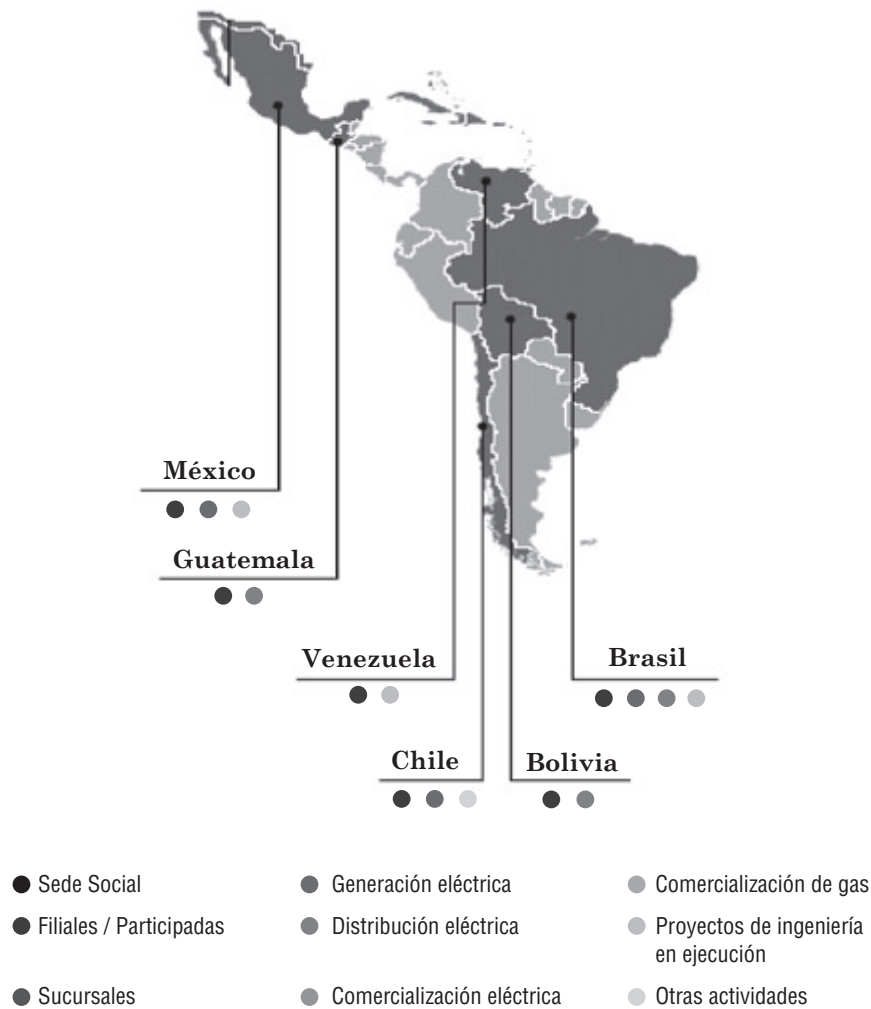 México
Guatemala
Venezuela
Brasil
Chile
Bolivia
Sede Social
Generación eléctrica
Comercialización de gas
Filiales / Participadas
Distribución eléctrica
Proyectos de ingeniería
en ejecución
Sucursales
Comercialización eléctrica
Otras actividades